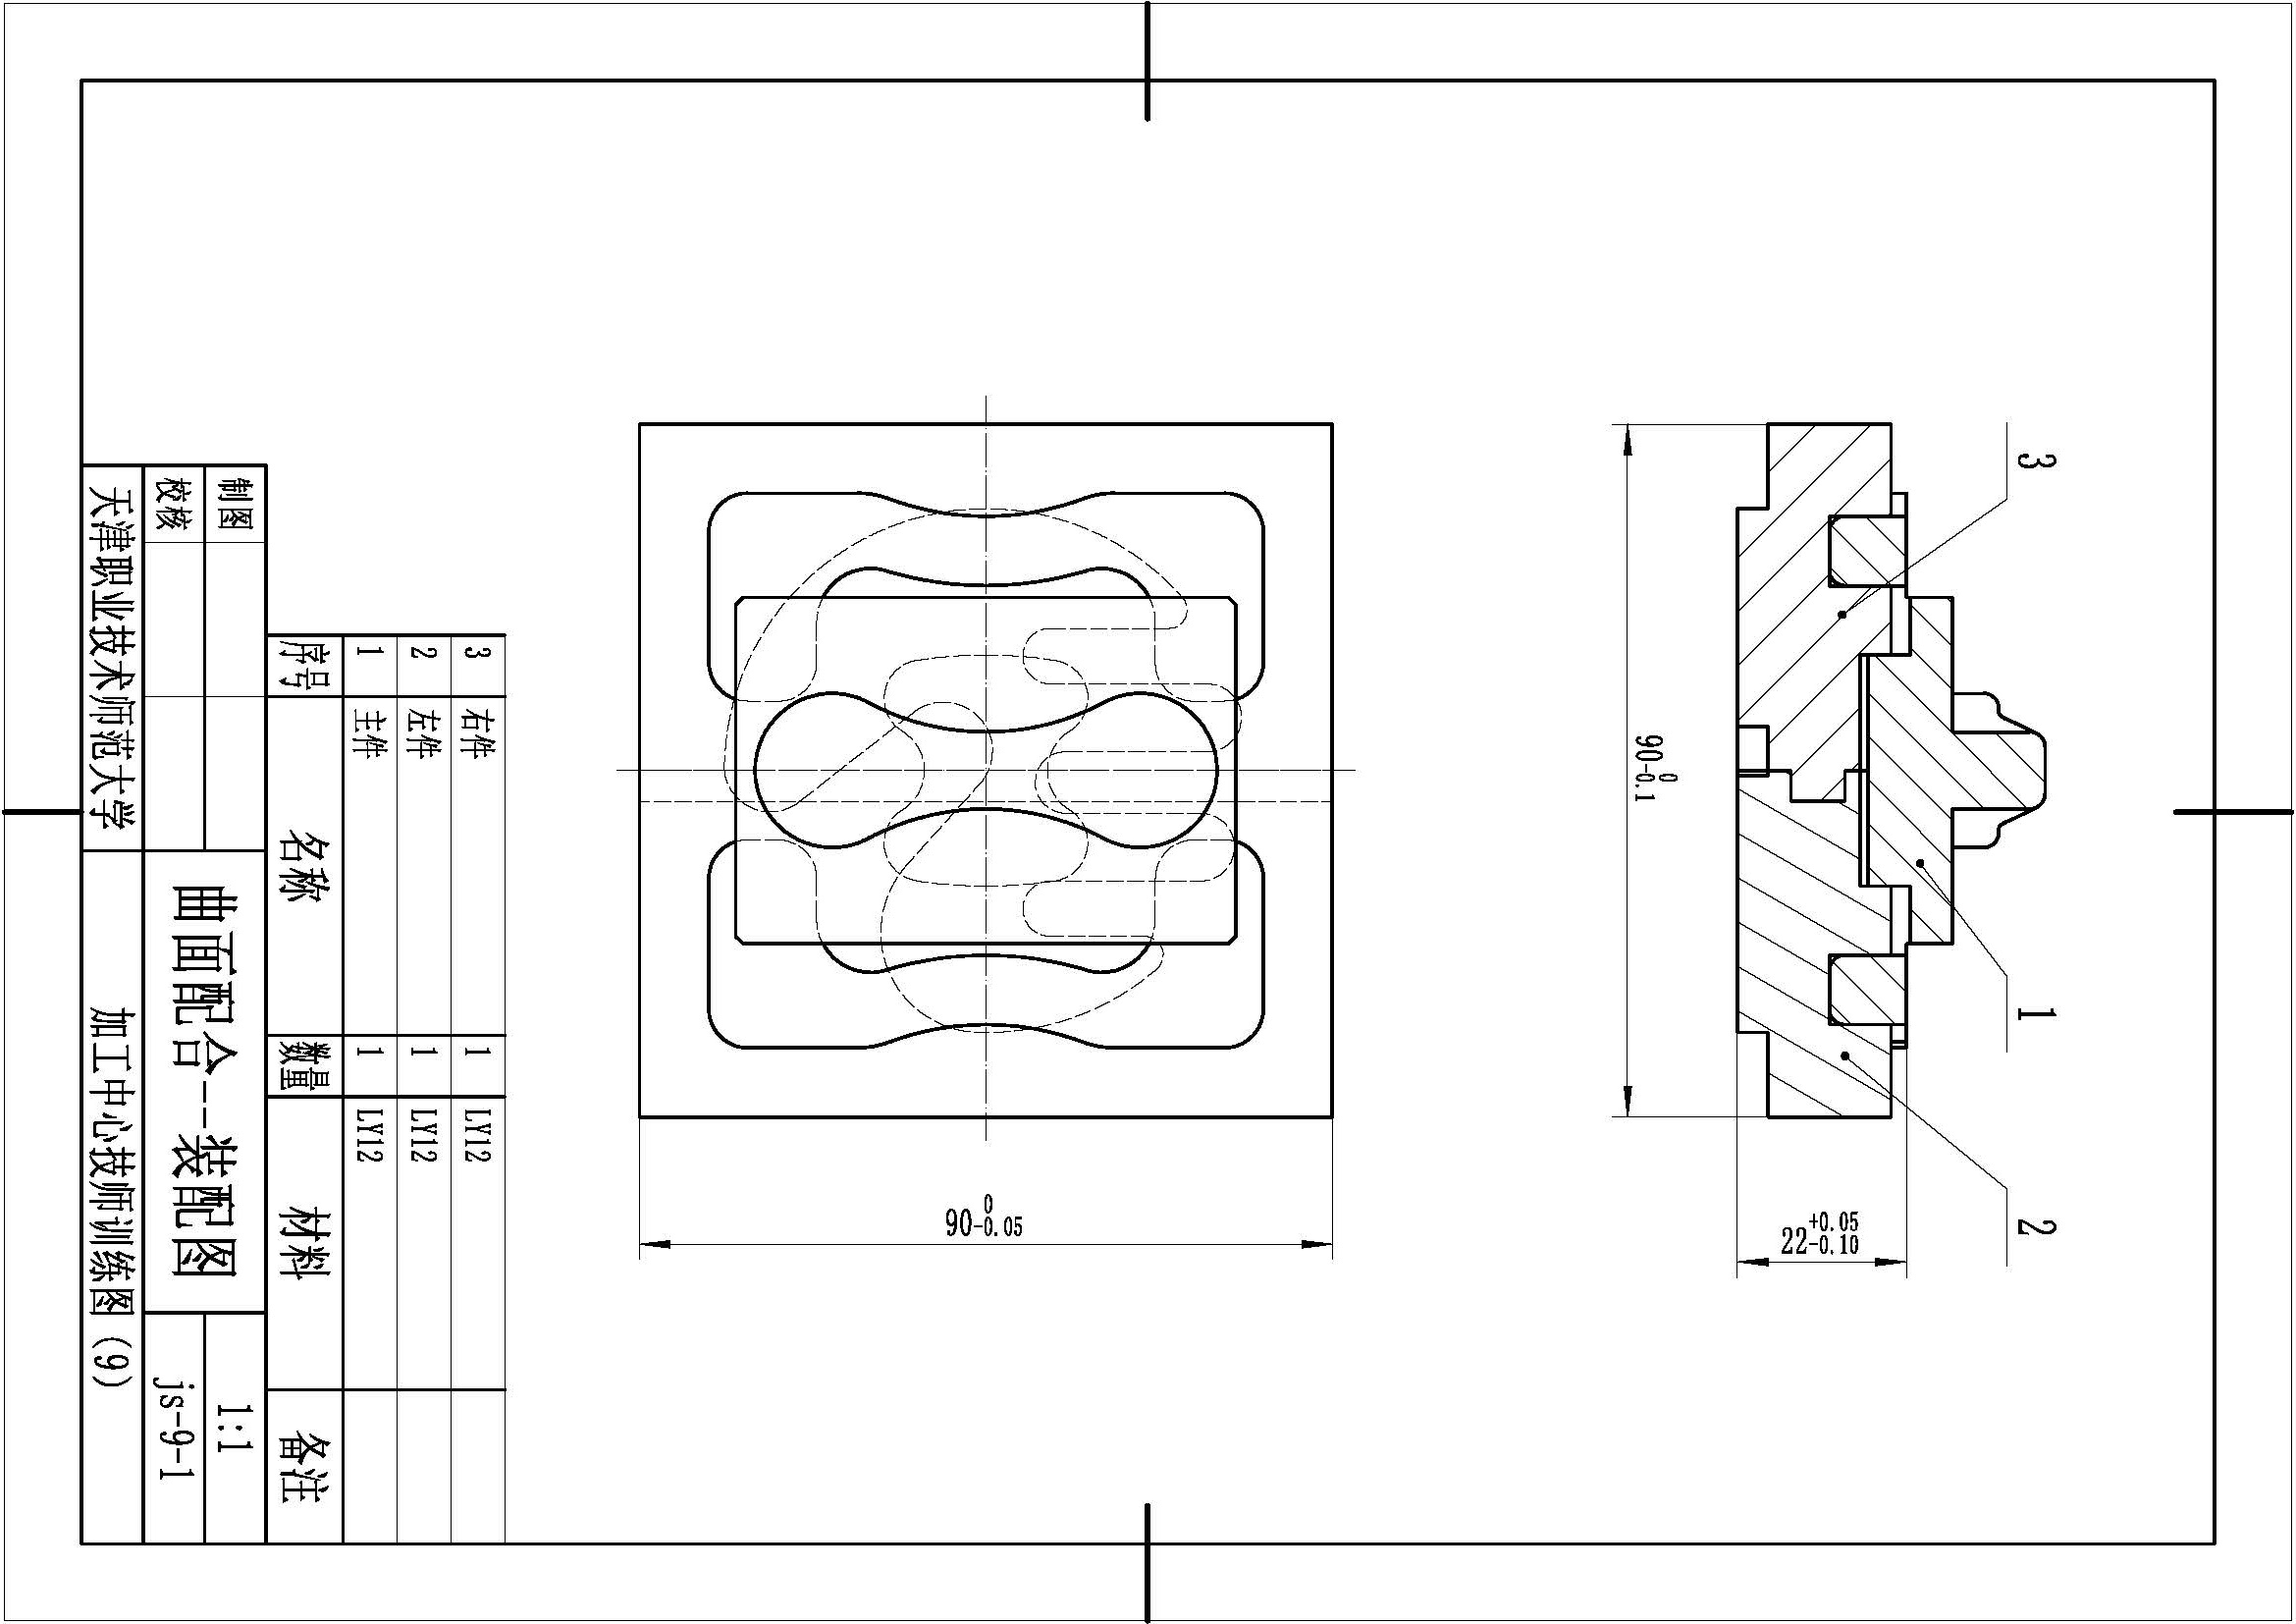 3
1
2
90 0 -0.1
22 +0.05 -0.10
90 0 -0.05
3 右件 1 LY12
2 左件 1 LY12
1 主件 1 LY12
序号 名称 数量 材料 备注
制图
校核
曲面配合--装配图
1:1
js-9-1
天津职业技术师范大学
加工中心技师训练图(9)